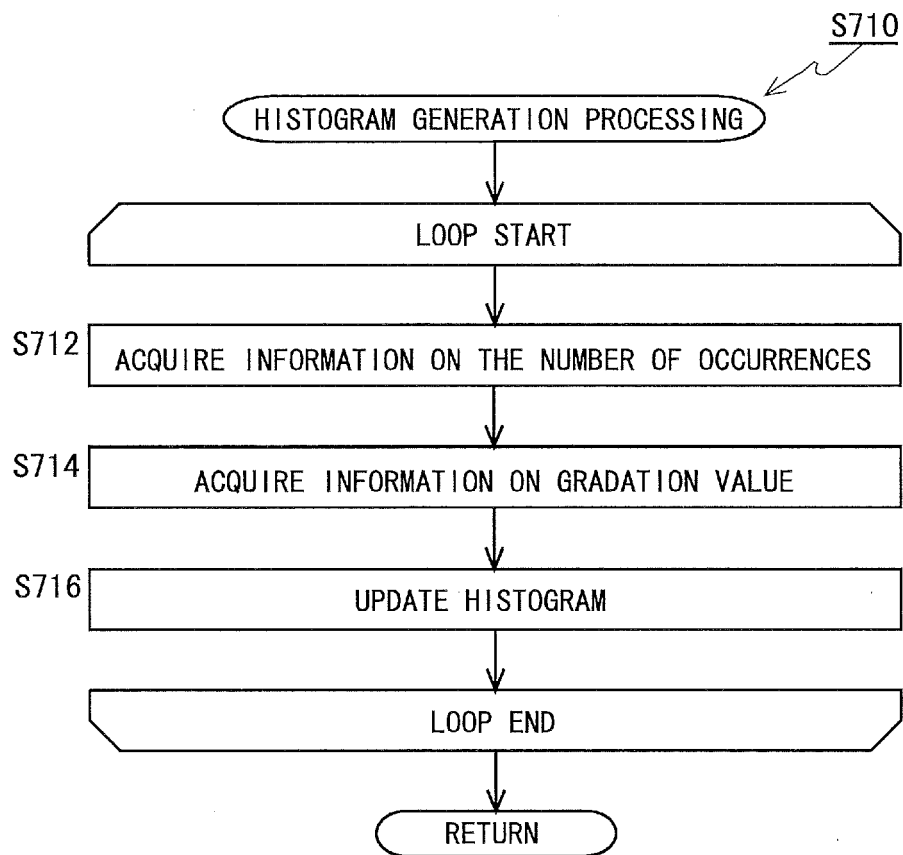 S710
HISTOGRAM GENERATION PROCESSING
LOOP START
S712
ACQUIRE INFORMATION ON THE NUMBER OF OCCURRENCES
S714
ACQUIRE INFORMATION ON GRADATION VALUE
S716
UPDATE HISTOGRAM
LOOP END
RETURN